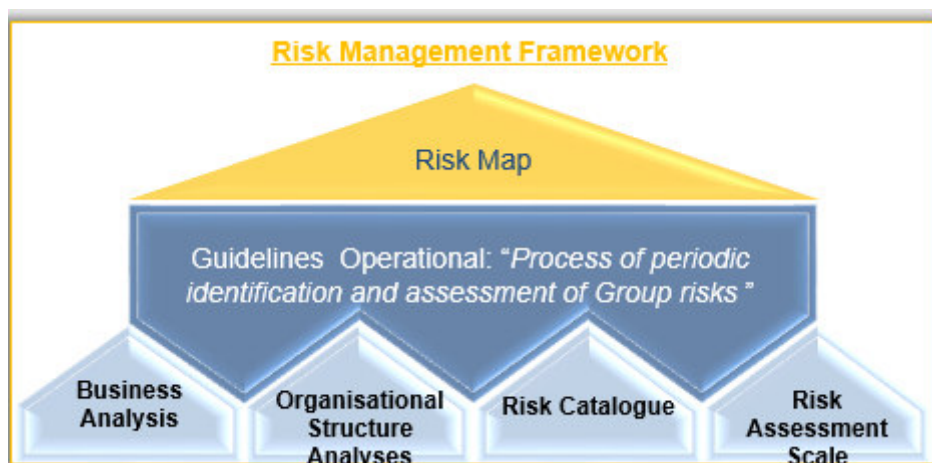 Risk Management Framework
Risk Map
Guidelines Operational: “Process of periodic
identification and assessment of Group risks ”
Business
Analysis
Organisational
Structure
Analyses
Risk Catalogue
Risk
Assessment
Scale